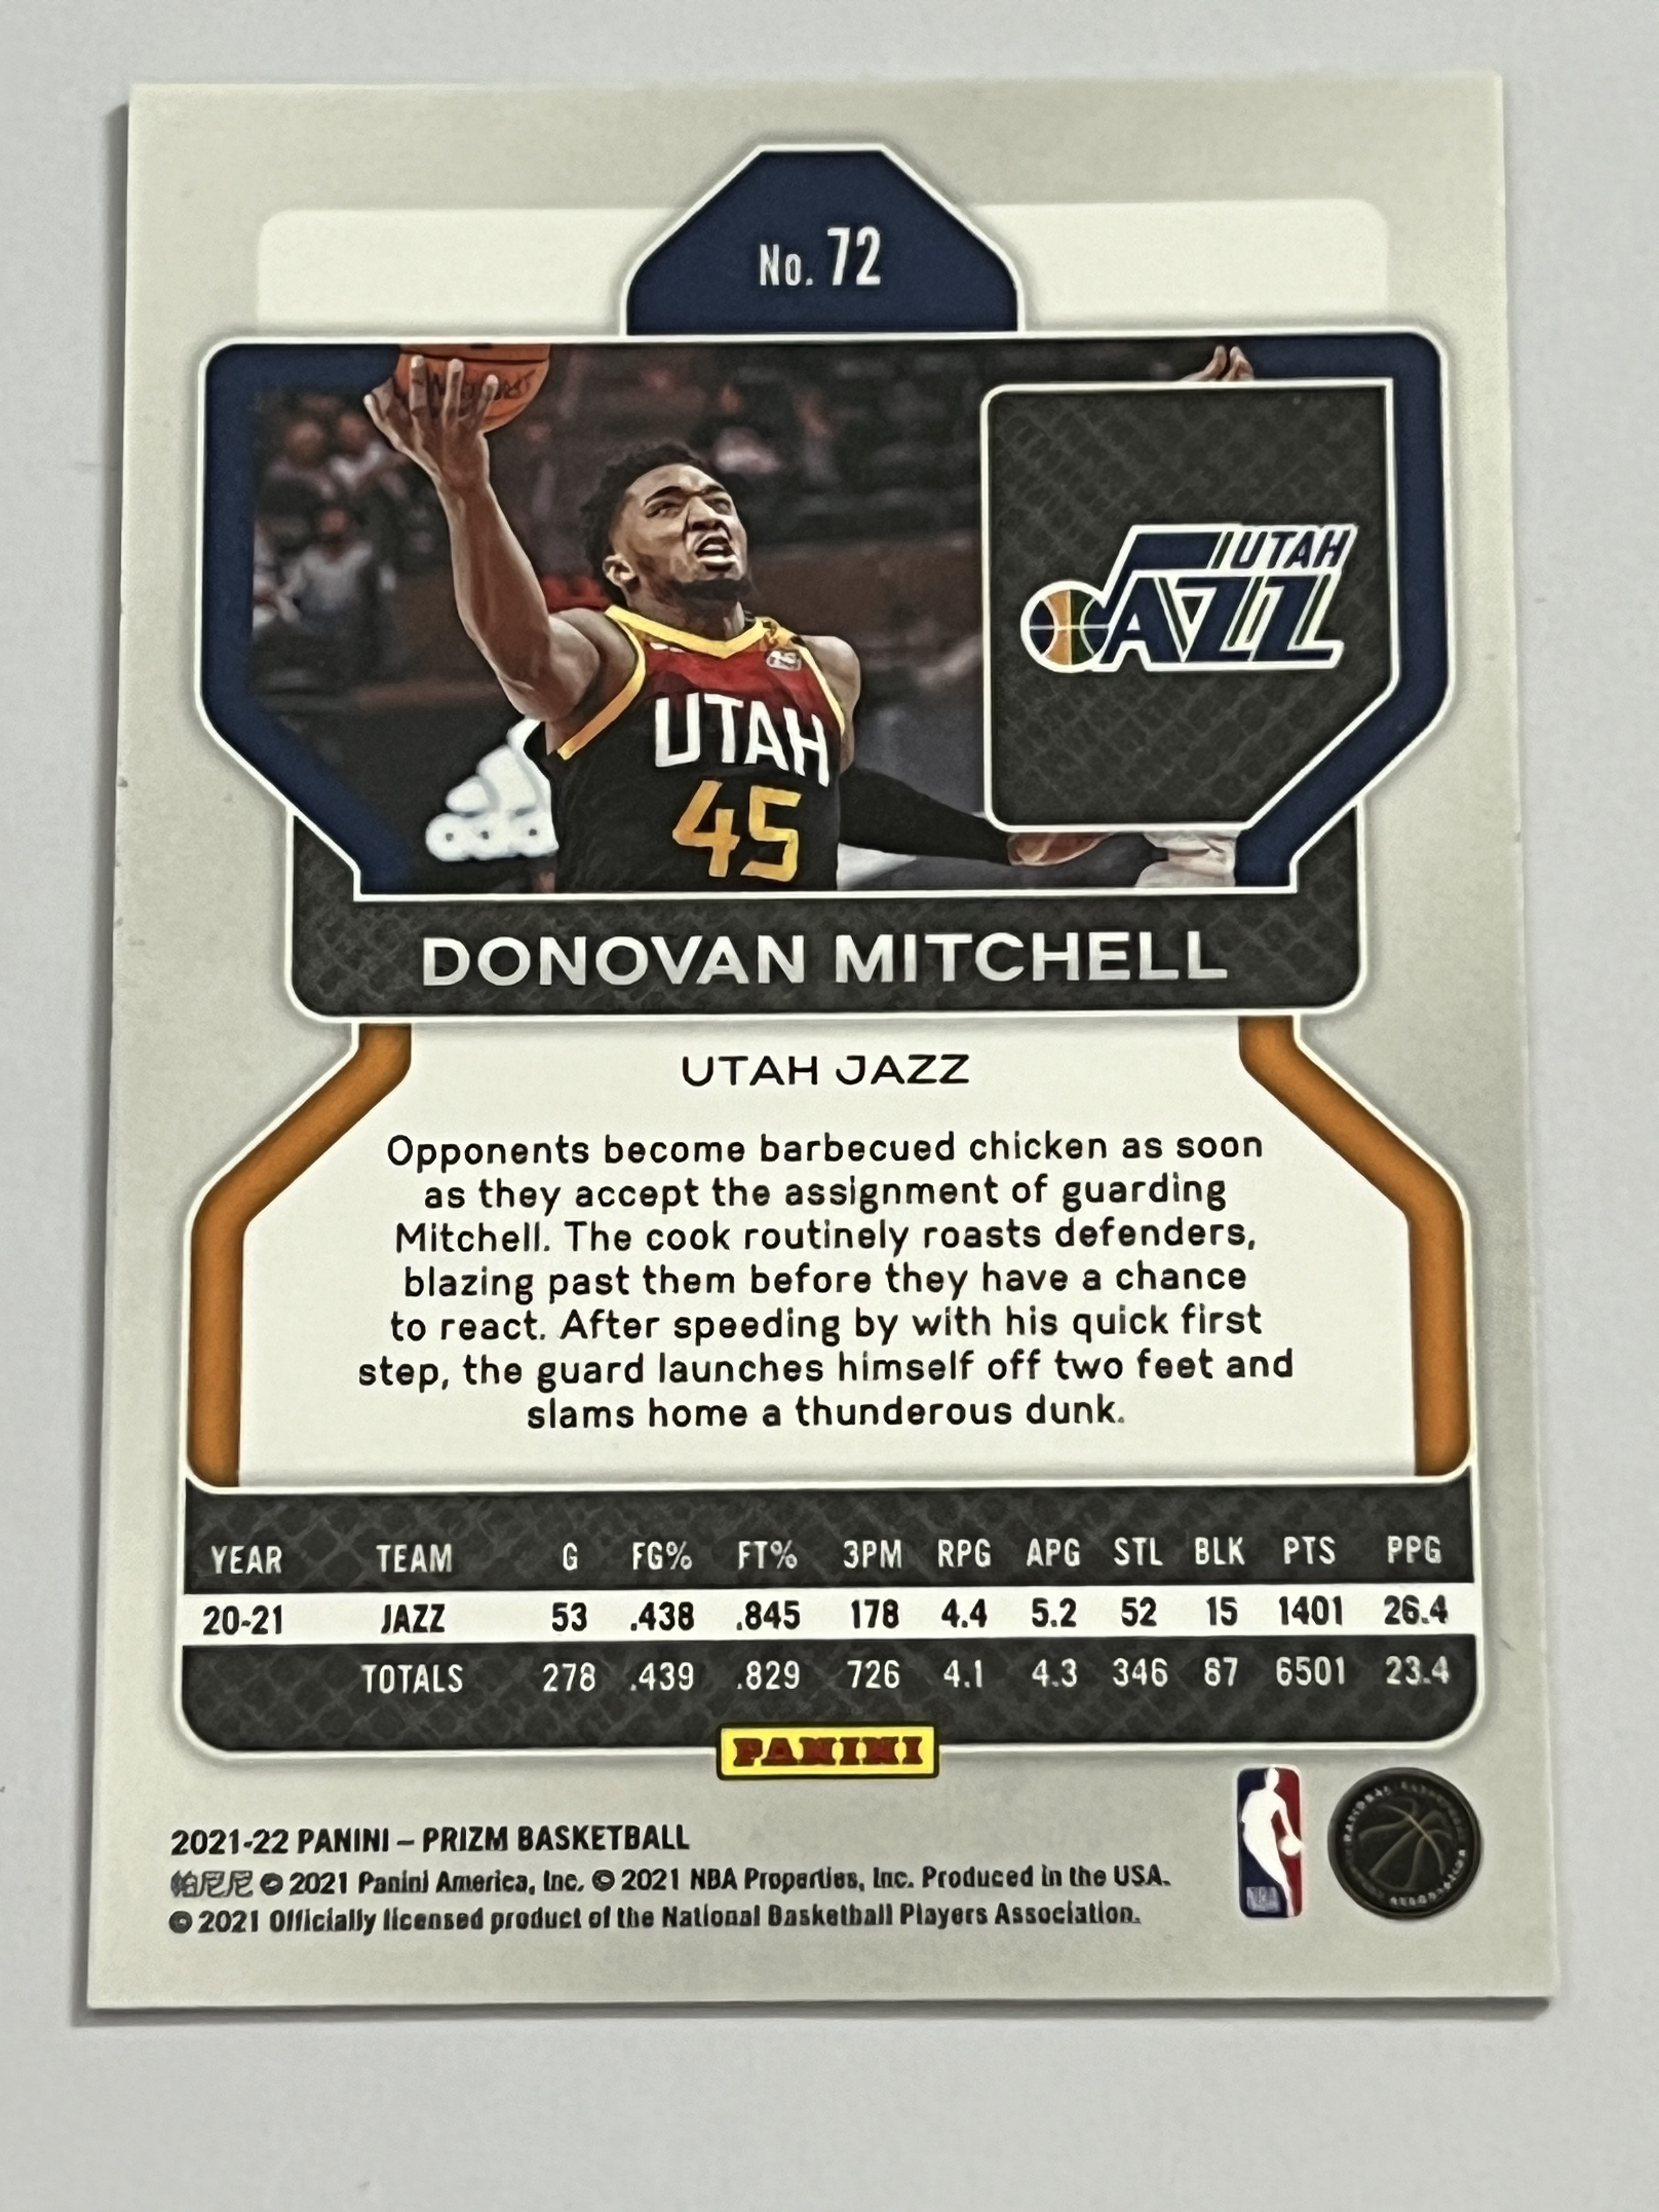 No. 72
UTAH
JAZZ
UTAH
45
DONOVAN MITCHELL
UTAH JAZZ
Opponents become barbecued chicken as soon
as they accept the assignment of guarding
Mitchell. The cook routinely roasts defenders,
blazing past them before they have a chance
to react. After speeding by with his quick first
step, the guard launches himself off two feet and
slams home a thunderous dunk.
YEAR TEAM G FG% FT% 3PM RPG APG STL BLK PTS PPG
20-21 JAZZ 53 .438 .845 178 4.4 5.2 52 15 1401 26.4
TOTALS 278 .439 .829 726 4.1 4.3 346 87 6501 23.4
PANINI
2021-22 PANINI – PRIZM BASKETBALL
帕尼尼 © 2021 Panini America, Inc. © 2021 NBA Properties, Inc. Produced in the USA.
© 2021 Officially licensed product of the National Basketball Players Association.